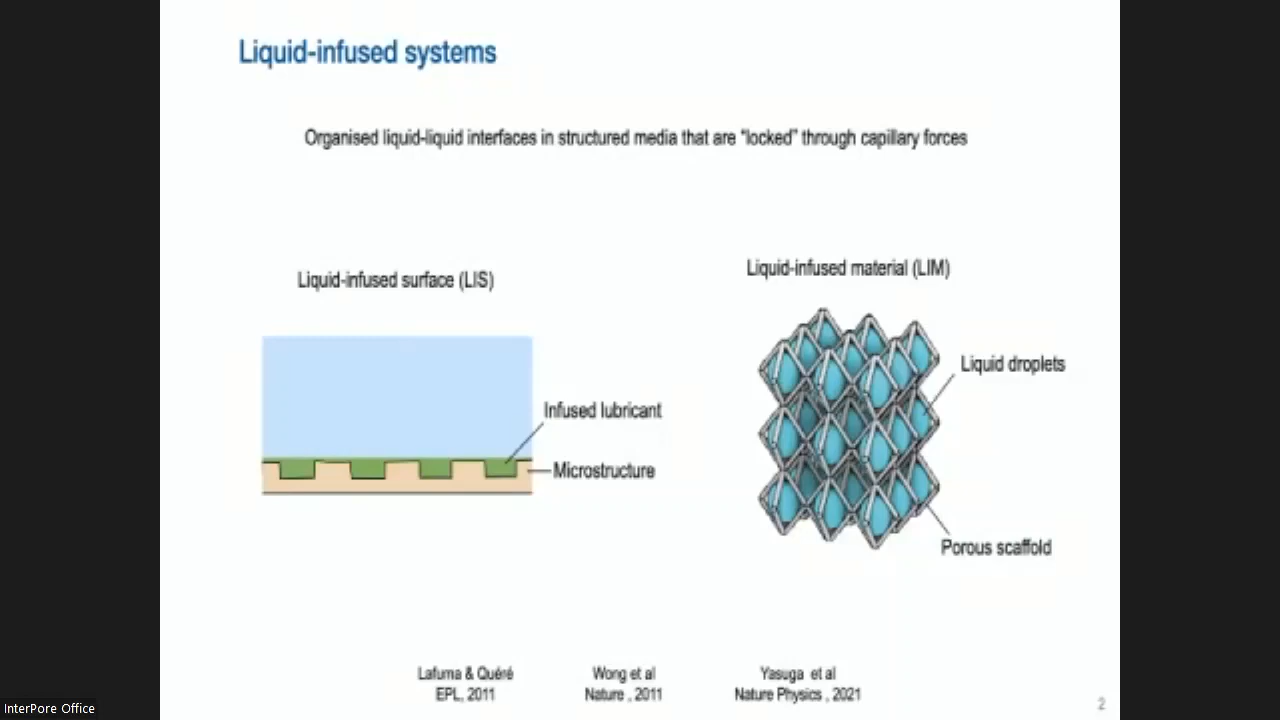 Liquid-infused systems
Organised liquid-liquid interfaces in structured media that are “locked” through capillary forces
Liquid-infused surface (LIS)
Infused lubricant
Microstructure
Liquid-infused material (LIM)
Liquid droplets
Porous scaffold
Lafuma & Quéré
EPL, 2011
Wong et al
Nature , 2011
Yasuga et al
Nature Physics , 2021
2
InterPore Office